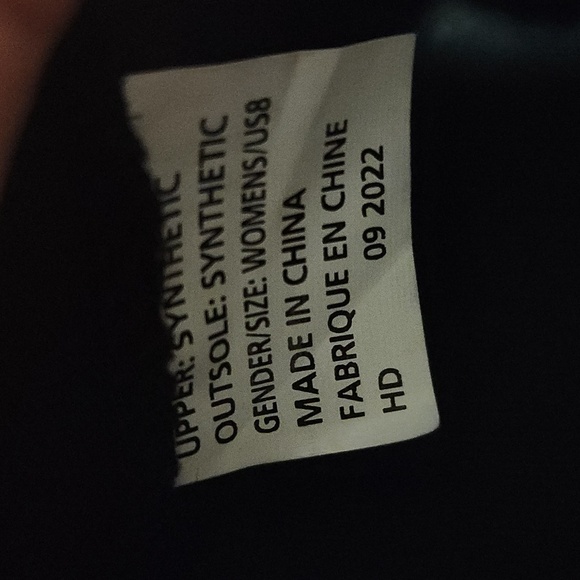 UPPER: SYNTHETIC
OUTSOLE: SYNTHETIC
GENDER/SIZE: WOMENS/US8
MADE IN CHINA
FABRIQUE EN CHINE
HD 09 2022